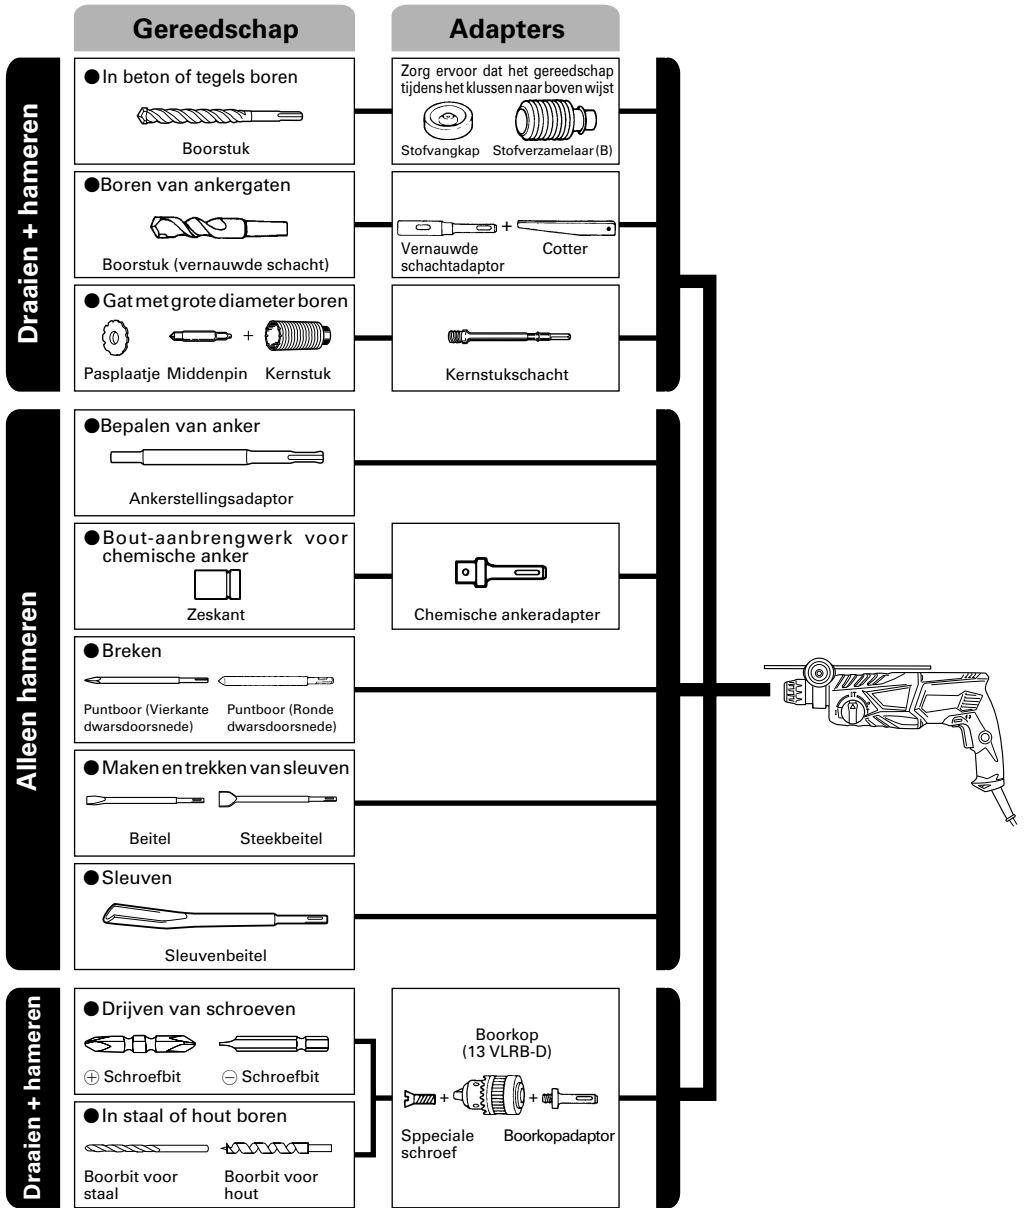 Gereedschap
Adapters
Draaien + hameren
●In beton of tegels boren
Boorstuk
Zorg ervoor dat het gereedschap
tijdens het klussen naar boven wijst
Stofvangkap
Stofverzamelaar (B)
●Boren van ankergaten
Boorstuk (vernauwde schacht)
+
Vernauwde
schachtadaptor
Cotter
●Gat met grote diameter boren
+
Pasplaatje
Middenpin
Kernstuk
Kernstukschacht
Alleen hameren
●Bepalen van anker
Ankerstellingsadaptor
●Bout-aanbrengwerk voor
chemische anker
Zeskant
Chemische ankeradapter
●Breken
Puntboor (Vierkante
dwarsdoorsnede)
Puntboor (Ronde
dwarsdoorsnede)
●Maken en trekken van sleuven
Beitel
Steekbeitel
●Sleuven
Sleuvenbeitel
Draaien + hameren
●Drijven van schroeven
⊕ Schroefbit
⊖ Schroefbit
●In staal of hout boren
Boorbit voor
staal
Boorbit voor
hout
Boorkop
(13 VLRB-D)
+ +
Sppeciale
schroef
Boorkopadaptor